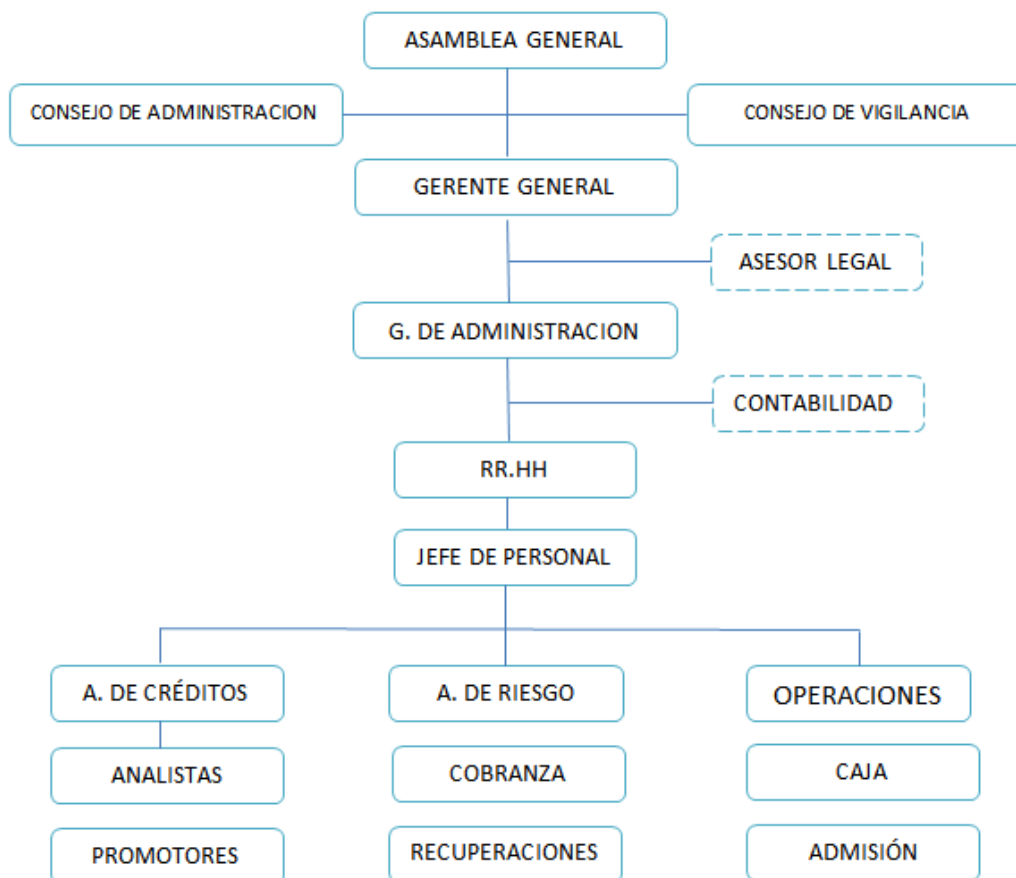 ASAMBLEA GENERAL
CONSEJO DE ADMINISTRACION
CONSEJO DE VIGILANCIA
GERENTE GENERAL
ASESOR LEGAL
G. DE ADMINISTRACION
CONTABILIDAD
RR.HH
JEFE DE PERSONAL
A. DE CRÉDITOS
A. DE RIESGO
OPERACIONES
ANALISTAS
COBRANZA
CAJA
PROMOTORES
RECUPERACIONES
ADMISIÓN